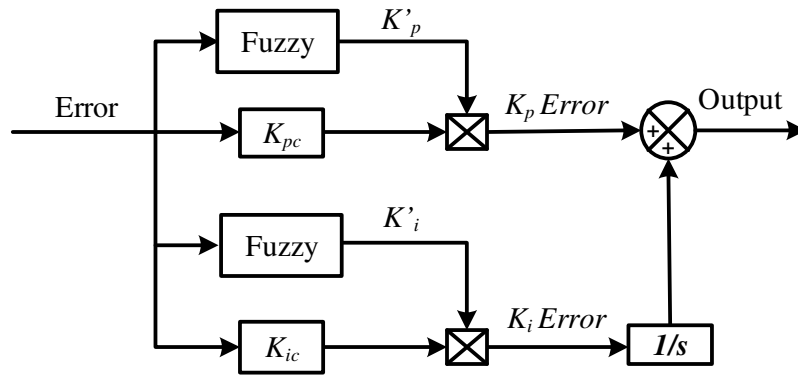 Fuzzy
K'p
Error
Kpc
Kp Error
Output
+
+
Fuzzy
K'i
Kic
Ki Error
1/s